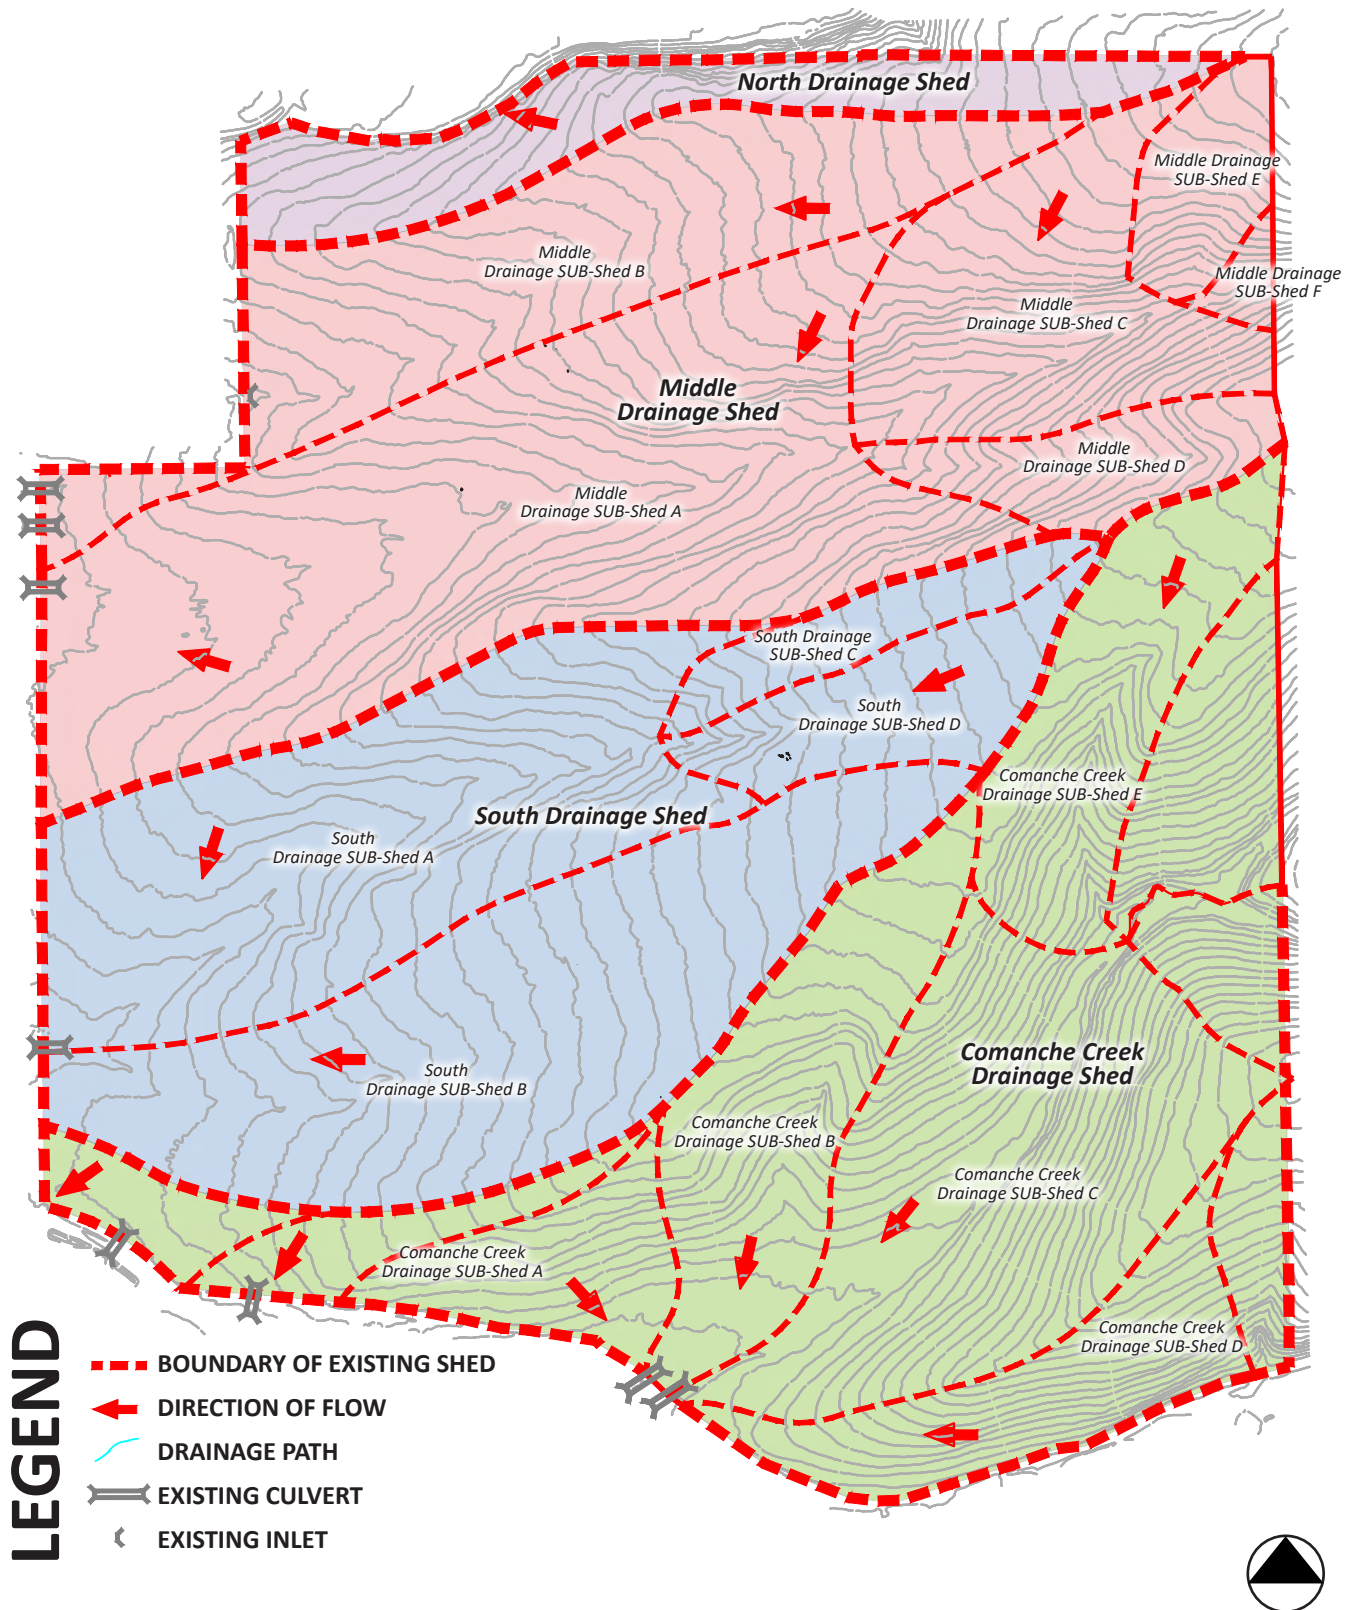 North Drainage Shed
Middle Drainage
SUB-Shed E
Middle
Drainage SUB-Shed B
Middle Drainage
SUB-Shed F
Middle
Drainage SUB-Shed C
Middle
Drainage Shed
Middle
Drainage SUB-Shed D
Middle
Drainage SUB-Shed A
South Drainage
SUB-Shed C
South
Drainage SUB-Shed D
Comanche Creek
Drainage SUB-Shed E
South Drainage Shed
South
Drainage SUB-Shed A
Comanche Creek
Drainage Shed
South
Drainage SUB-Shed B
Comanche Creek
Drainage SUB-Shed B
Comanche Creek
Drainage SUB-Shed C
Comanche Creek
Drainage SUB-Shed A
Comanche Creek
Drainage SUB-Shed D
LEGEND
BOUNDARY OF EXISTING SHED
DIRECTION OF FLOW
DRAINAGE PATH
EXISTING CULVERT
EXISTING INLET